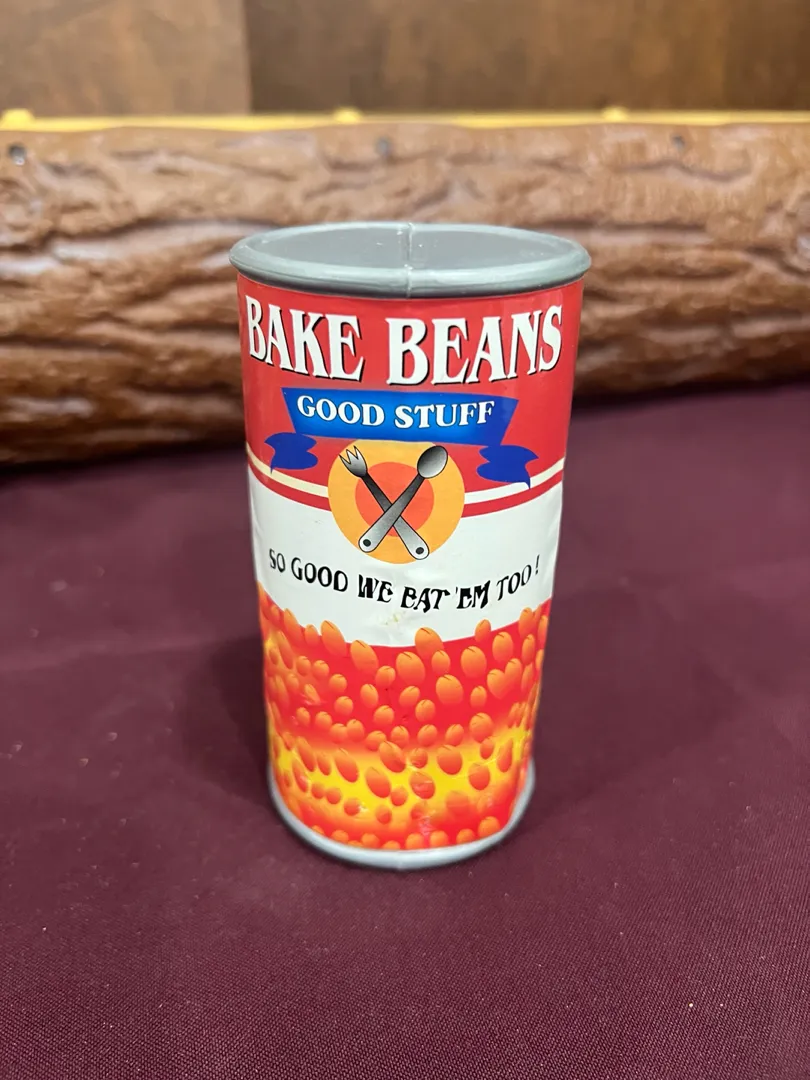 BAKE BEANS
GOOD STUFF
SO GOOD WE EAT 'EM TOO!